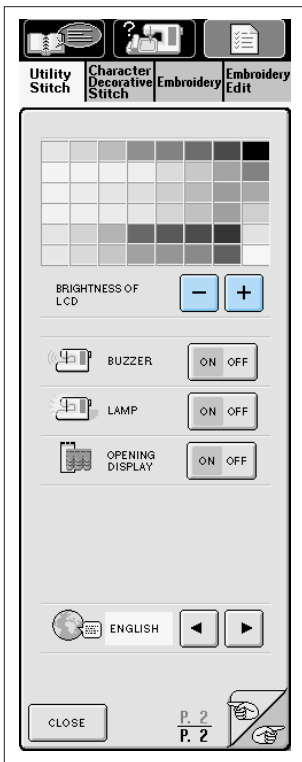 ?
Utility Stitch
Character Decorative Stitch
Embroidery
Embroidery Edit
BRIGHTNESS OF
LCD
− +
BUZZER
ON OFF
LAMP
ON OFF
OPENING
DISPLAY
ON OFF
ENGLISH
CLOSE
P. 2
P. 2